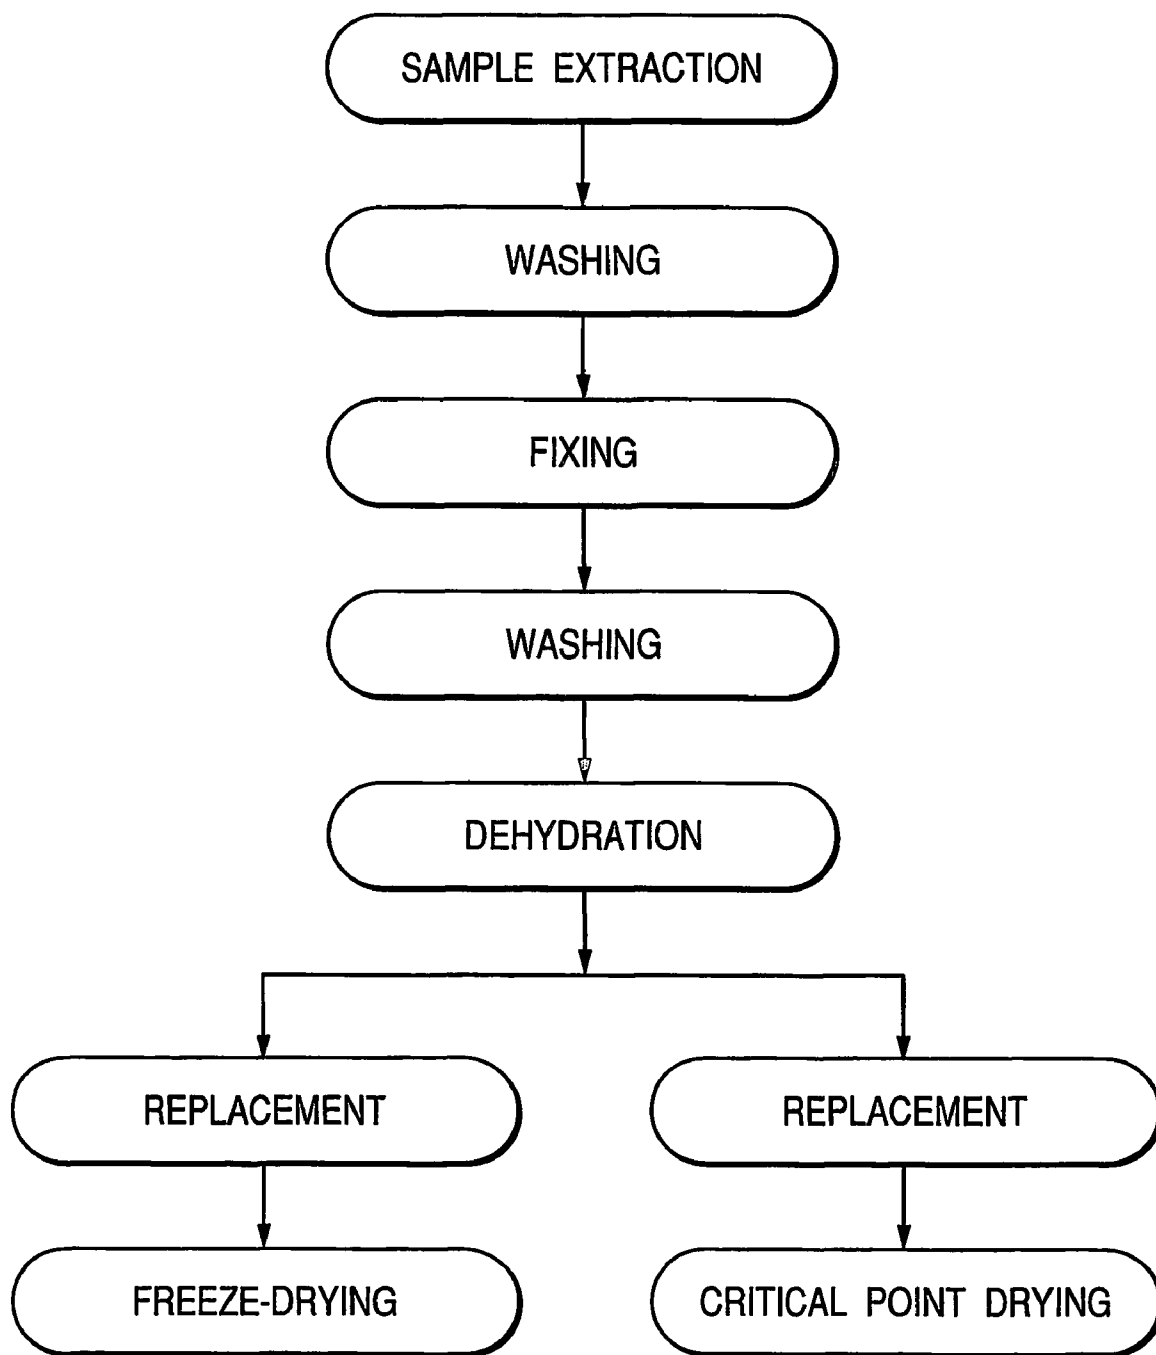 SAMPLE EXTRACTION
WASHING
FIXING
WASHING
DEHYDRATION
REPLACEMENT
REPLACEMENT
FREEZE-DRYING
CRITICAL POINT DRYING